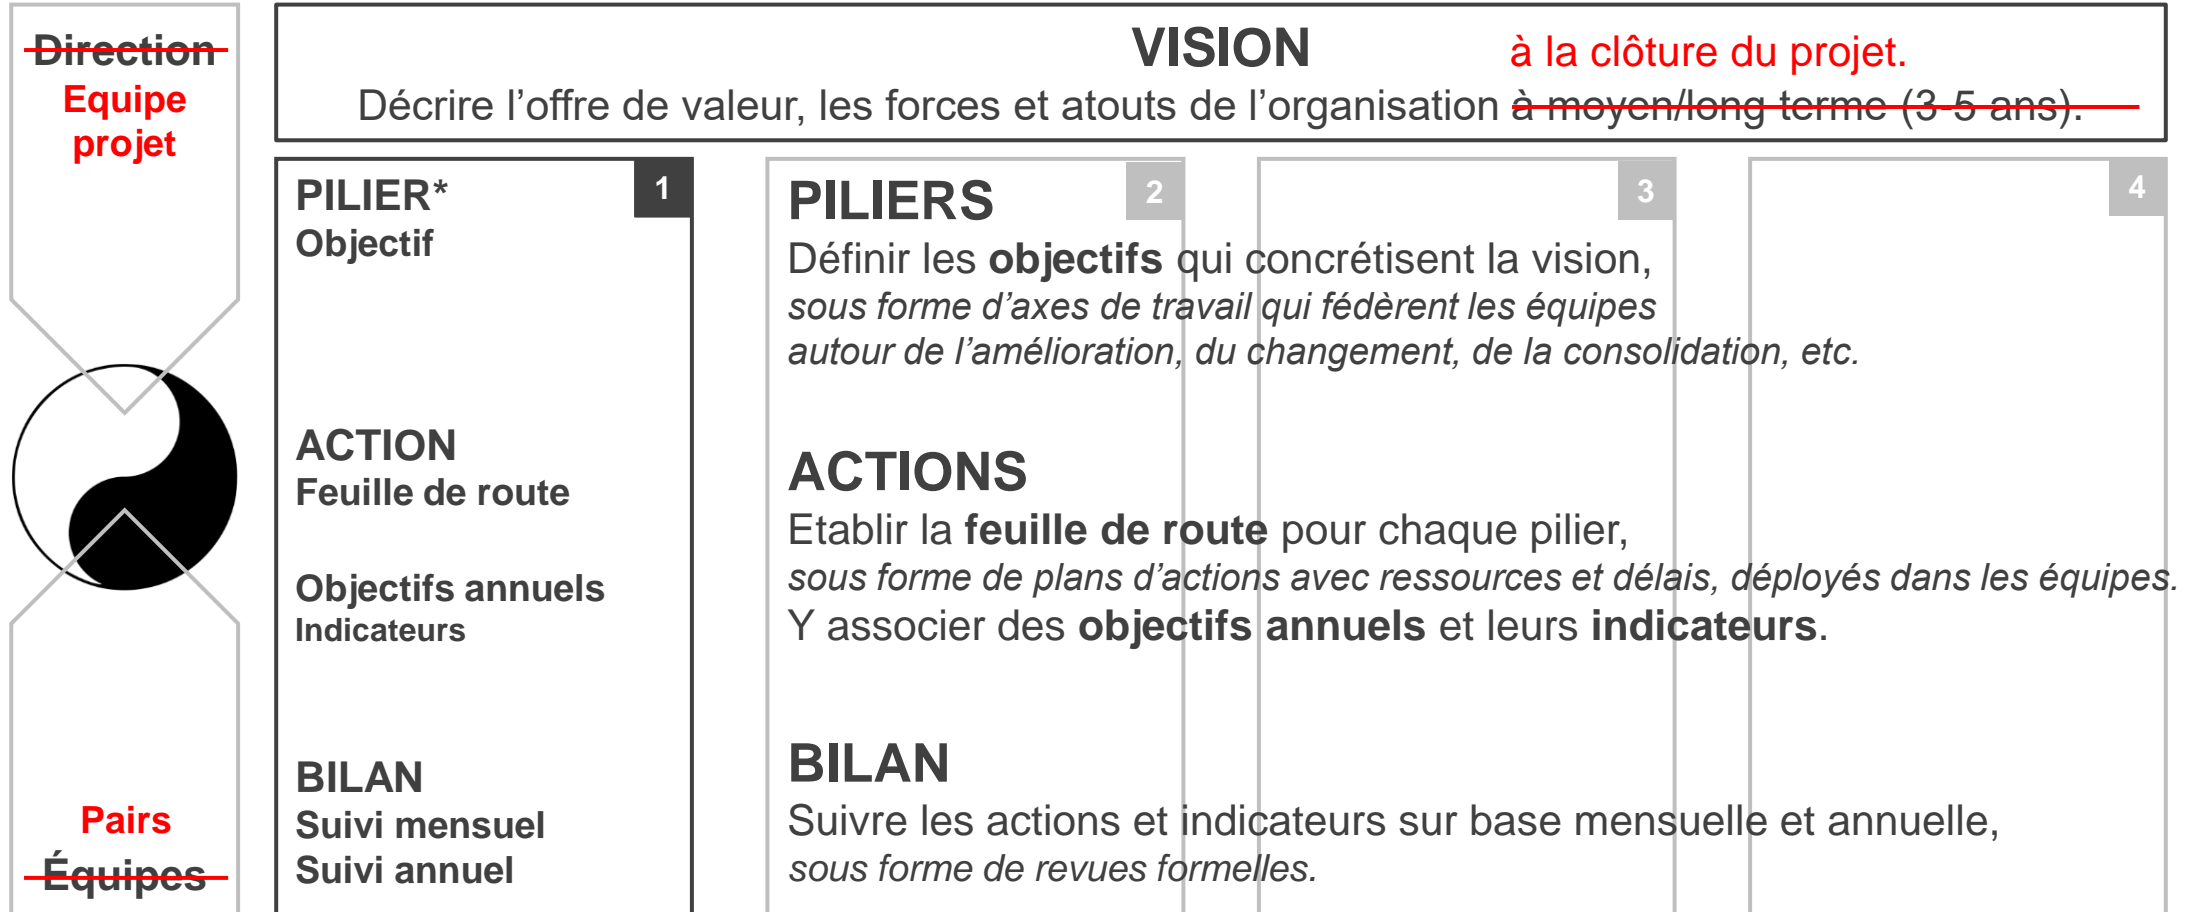 Direction
Equipe
projet
VISION
à la clôture du projet.
Décrire l’offre de valeur, les forces et atouts de l’organisation à moyen/long terme (3-5 ans).
PILIER*
1
Objectif
ACTION
Feuille de route
Objectifs annuels
Indicateurs
BILAN
Suivi mensuel
Suivi annuel
PILIERS
2
3
4
Définir les objectifs qui concrétisent la vision,
sous forme d’axes de travail qui fédèrent les équipes
autour de l’amélioration, du changement, de la consolidation, etc.
ACTIONS
Etablir la feuille de route pour chaque pilier,
sous forme de plans d’actions avec ressources et délais, déployés dans les équipes.
Y associer des objectifs annuels et leurs indicateurs.
BILAN
Suivre les actions et indicateurs sur base mensuelle et annuelle,
sous forme de revues formelles.
Pairs
Équipes